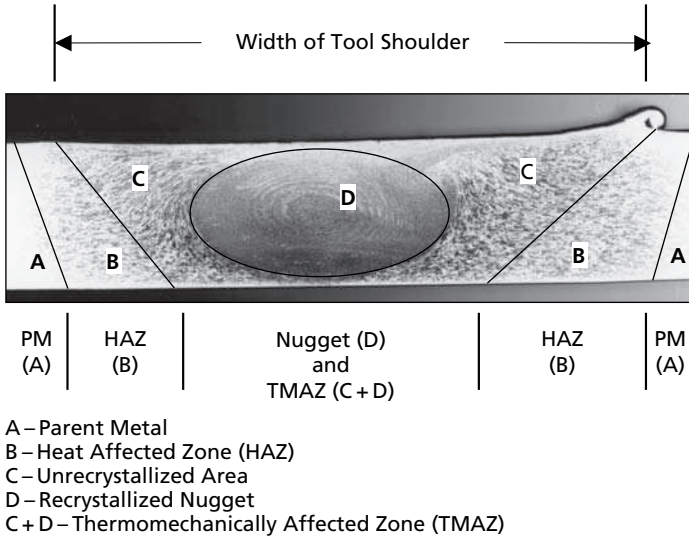 Width of Tool Shoulder
C
C
D
A
B
B
A
PM
(A)
HAZ
(B)
Nugget (D)
and
TMAZ (C + D)
HAZ
(B)
PM
(A)
A – Parent Metal
B – Heat Affected Zone (HAZ)
C – Unrecrystallized Area
D – Recrystallized Nugget
C + D – Thermomechanically Affected Zone (TMAZ)